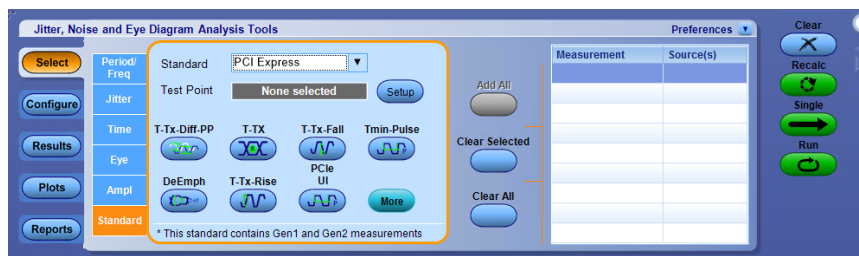 Jitter, Noise and Eye Diagram Analysis Tools
Preferences
Clear
Select
Configure
Results
Plots
Reports
Period/
Freq
Jitter
Time
Eye
Ampl
Standard
Standard
PCI Express
Test Point
None selected
Setup
T-Tx-Diff-PP
T-TX
T-Tx-Fall
Tmin-Pulse
DeEmph
T-Tx-Rise
PCIe
UI
More
* This standard contains Gen1 and Gen2 measurements
Add All
Clear Selected
Clear All
Measurement
Source(s)
Recalc
Single
Run